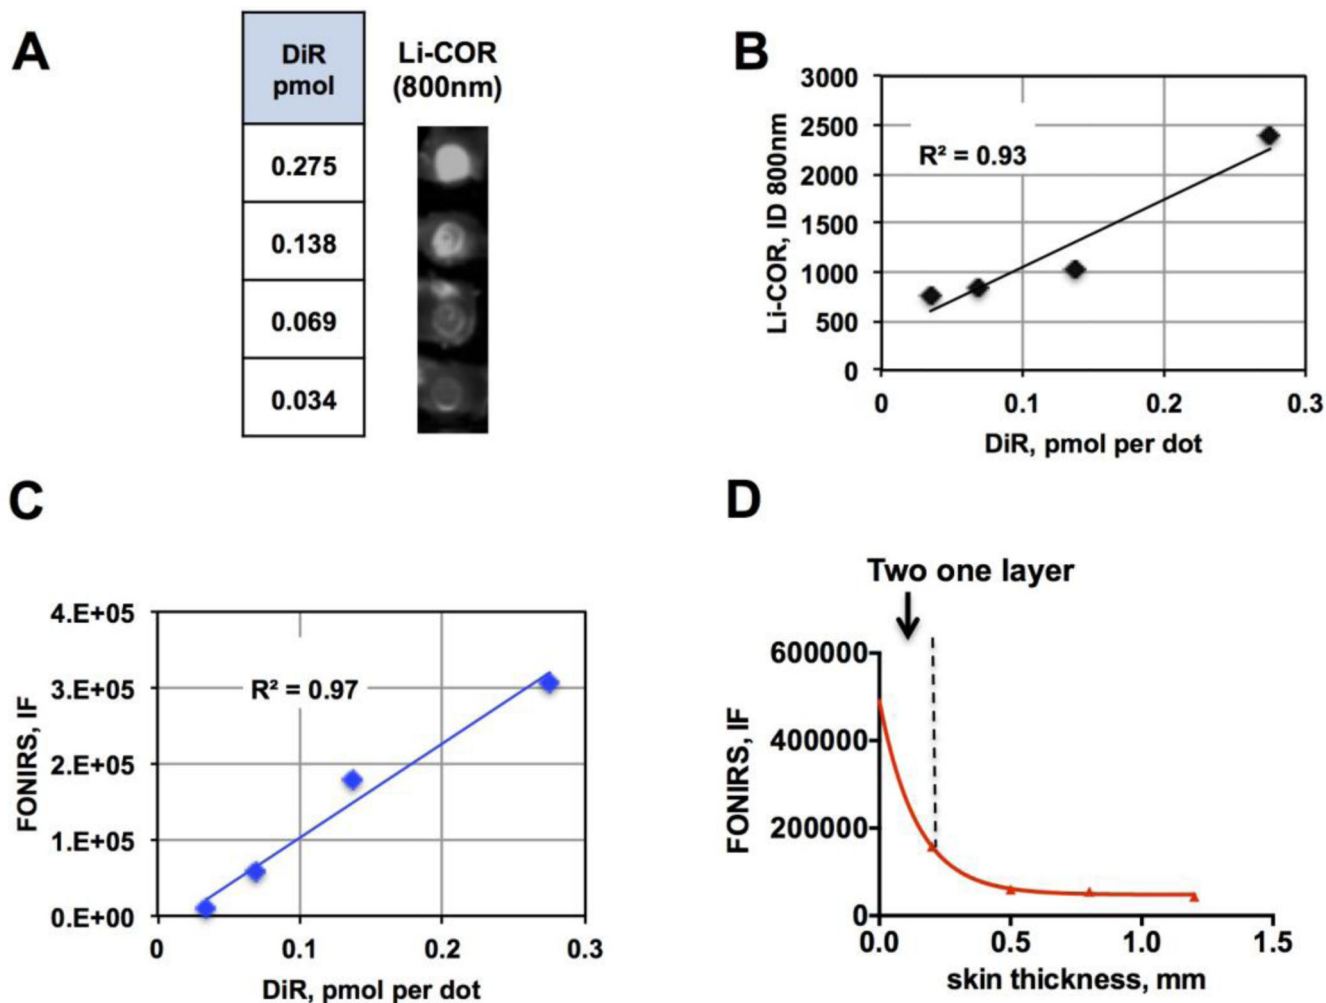 A
DiR
pmol
0.275
0.138
0.069
0.034
Li-COR
(800nm)
B
3000
2500
2000
1500
1000
500
0
Li-COR, ID 800nm
R² = 0.93
0 0.1 0.2 0.3
DiR, pmol per dot
C
4.E+05
3.E+05
2.E+05
1.E+05
0.E+00
FONIRS, IF
R² = 0.97
0 0.1 0.2 0.3
DiR, pmol per dot
D
Two one layer
600000
400000
200000
0
FONIRS, IF
0.0 0.5 1.0 1.5
skin thickness, mm